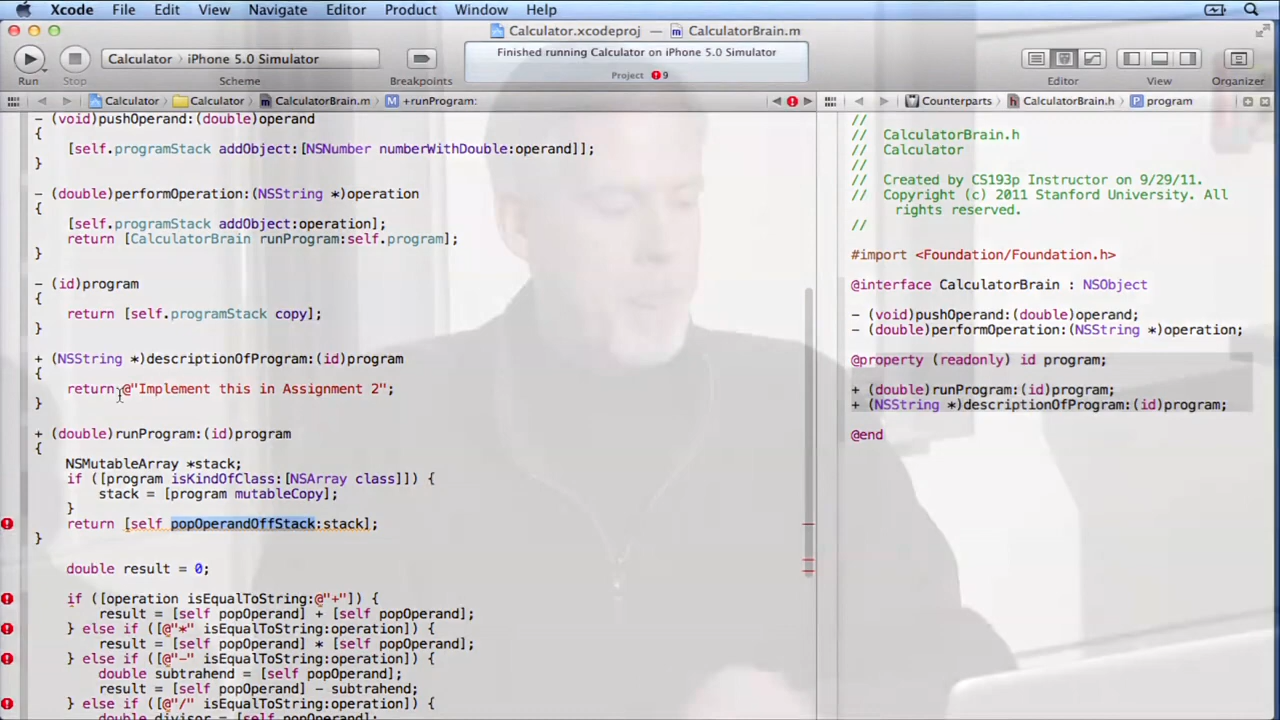 Xcode File Edit View Navigate Editor Product Window Help
Calculator.xcodeproj — CalculatorBrain.m
Finished running Calculator on iPhone 5.0 Simulator
Project 9
Calculator iPhone 5.0 Simulator
Run Stop Scheme Breakpoints Editor View Organizer
Calculator Calculator CalculatorBrain.m +runProgram:
- (void)pushOperand:(double)operand
{
[self.programStack addObject:[NSNumber numberWithDouble:operand]];
}
- (double)performOperation:(NSString *)operation
{
[self.programStack addObject:operation];
return [CalculatorBrain runProgram:self.program];
}
- (id)program
{
return [self.programStack copy];
}
+ (NSString *)descriptionOfProgram:(id)program
{
return @"Implement this in Assignment 2";
}
+ (double)runProgram:(id)program
{
NSMutableArray *stack;
if ([program isKindOfClass:[NSArray class]]) {
stack = [program mutableCopy];
}
return [self popOperandOffStack:stack];
}
double result = 0;
if ([operation isEqualToString:@"+"]) {
result = [self popOperand] + [self popOperand];
} else if ([@"*" isEqualToString:operation]) {
result = [self popOperand] * [self popOperand];
} else if ([@"-" isEqualToString:operation]) {
double subtrahend = [self popOperand];
result = [self popOperand] - subtrahend;
} else if ([@"/" isEqualToString:operation]) {
double divisor = [self popOperand];
Counterparts CalculatorBrain.h program
//
// CalculatorBrain.h
// Calculator
//
// Created by CS193p Instructor on 9/29/11.
// Copyright (c) 2011 Stanford University. All
rights reserved.
//
#import <Foundation/Foundation.h>
@interface CalculatorBrain : NSObject
- (void)pushOperand:(double)operand;
- (double)performOperation:(NSString *)operation;
@property (readonly) id program;
+ (double)runProgram:(id)program;
+ (NSString *)descriptionOfProgram:(id)program;
@end